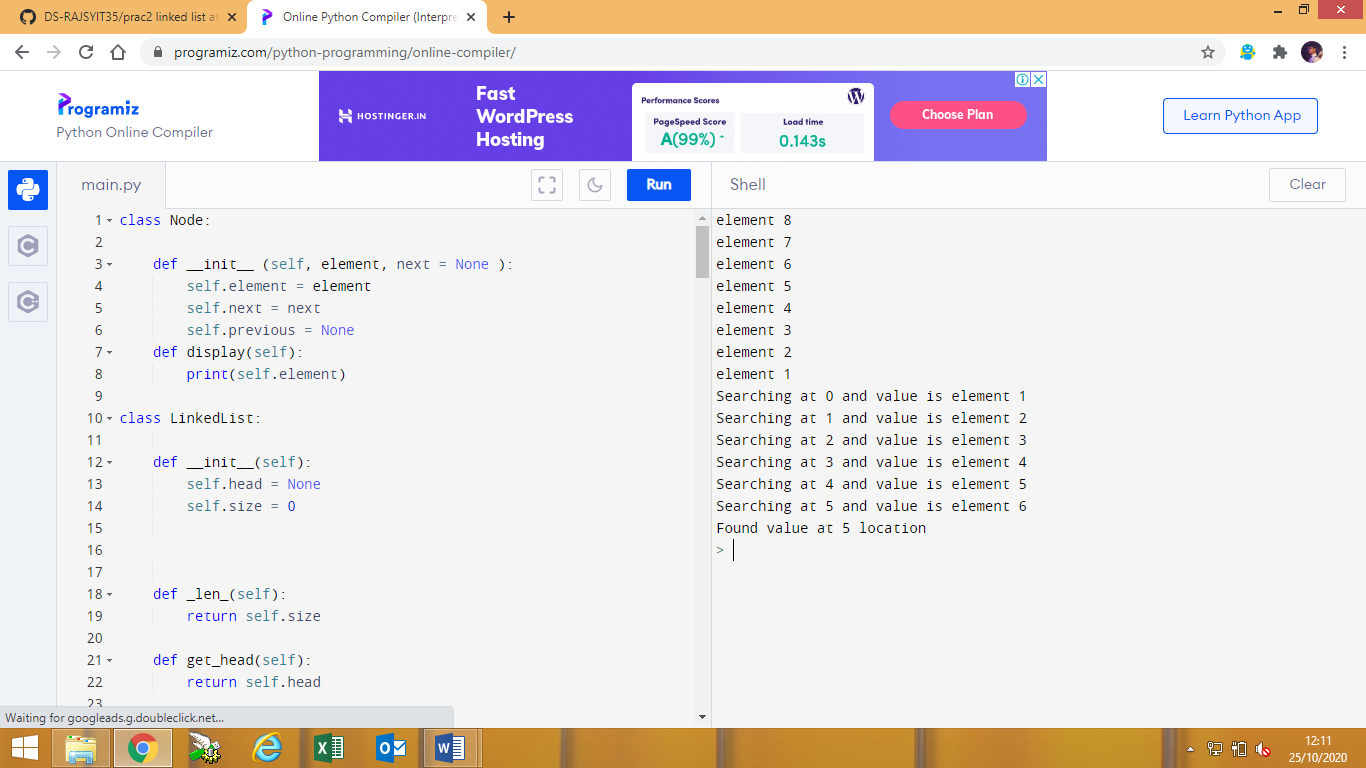 DS-RAJSYIT35/prac2 linked list at
Online Python Compiler (Interpre
programiz.com/python-programming/online-compiler/
Programiz
Python Online Compiler
HOSTINGER.IN
Fast
WordPress
Hosting
Performance Scores
PageSpeed Score
A(99%)
Load time
0.143s
Choose Plan
Learn Python App
main.py
Run
Shell
Clear
1 class Node:
2
3     def __init__ (self, element, next = None ):
4         self.element = element
5         self.next = next
6         self.previous = None
7     def display(self):
8         print(self.element)
9
10 class LinkedList:
11
12     def __init__(self):
13         self.head = None
14         self.size = 0
15
16
17
18     def _len_(self):
19         return self.size
20
21     def get_head(self):
22         return self.head
23
element 8
element 7
element 6
element 5
element 4
element 3
element 2
element 1
Searching at 0 and value is element 1
Searching at 1 and value is element 2
Searching at 2 and value is element 3
Searching at 3 and value is element 4
Searching at 4 and value is element 5
Searching at 5 and value is element 6
Found value at 5 location
>
Waiting for googleads.g.doubleclick.net...
12:11
25/10/2020